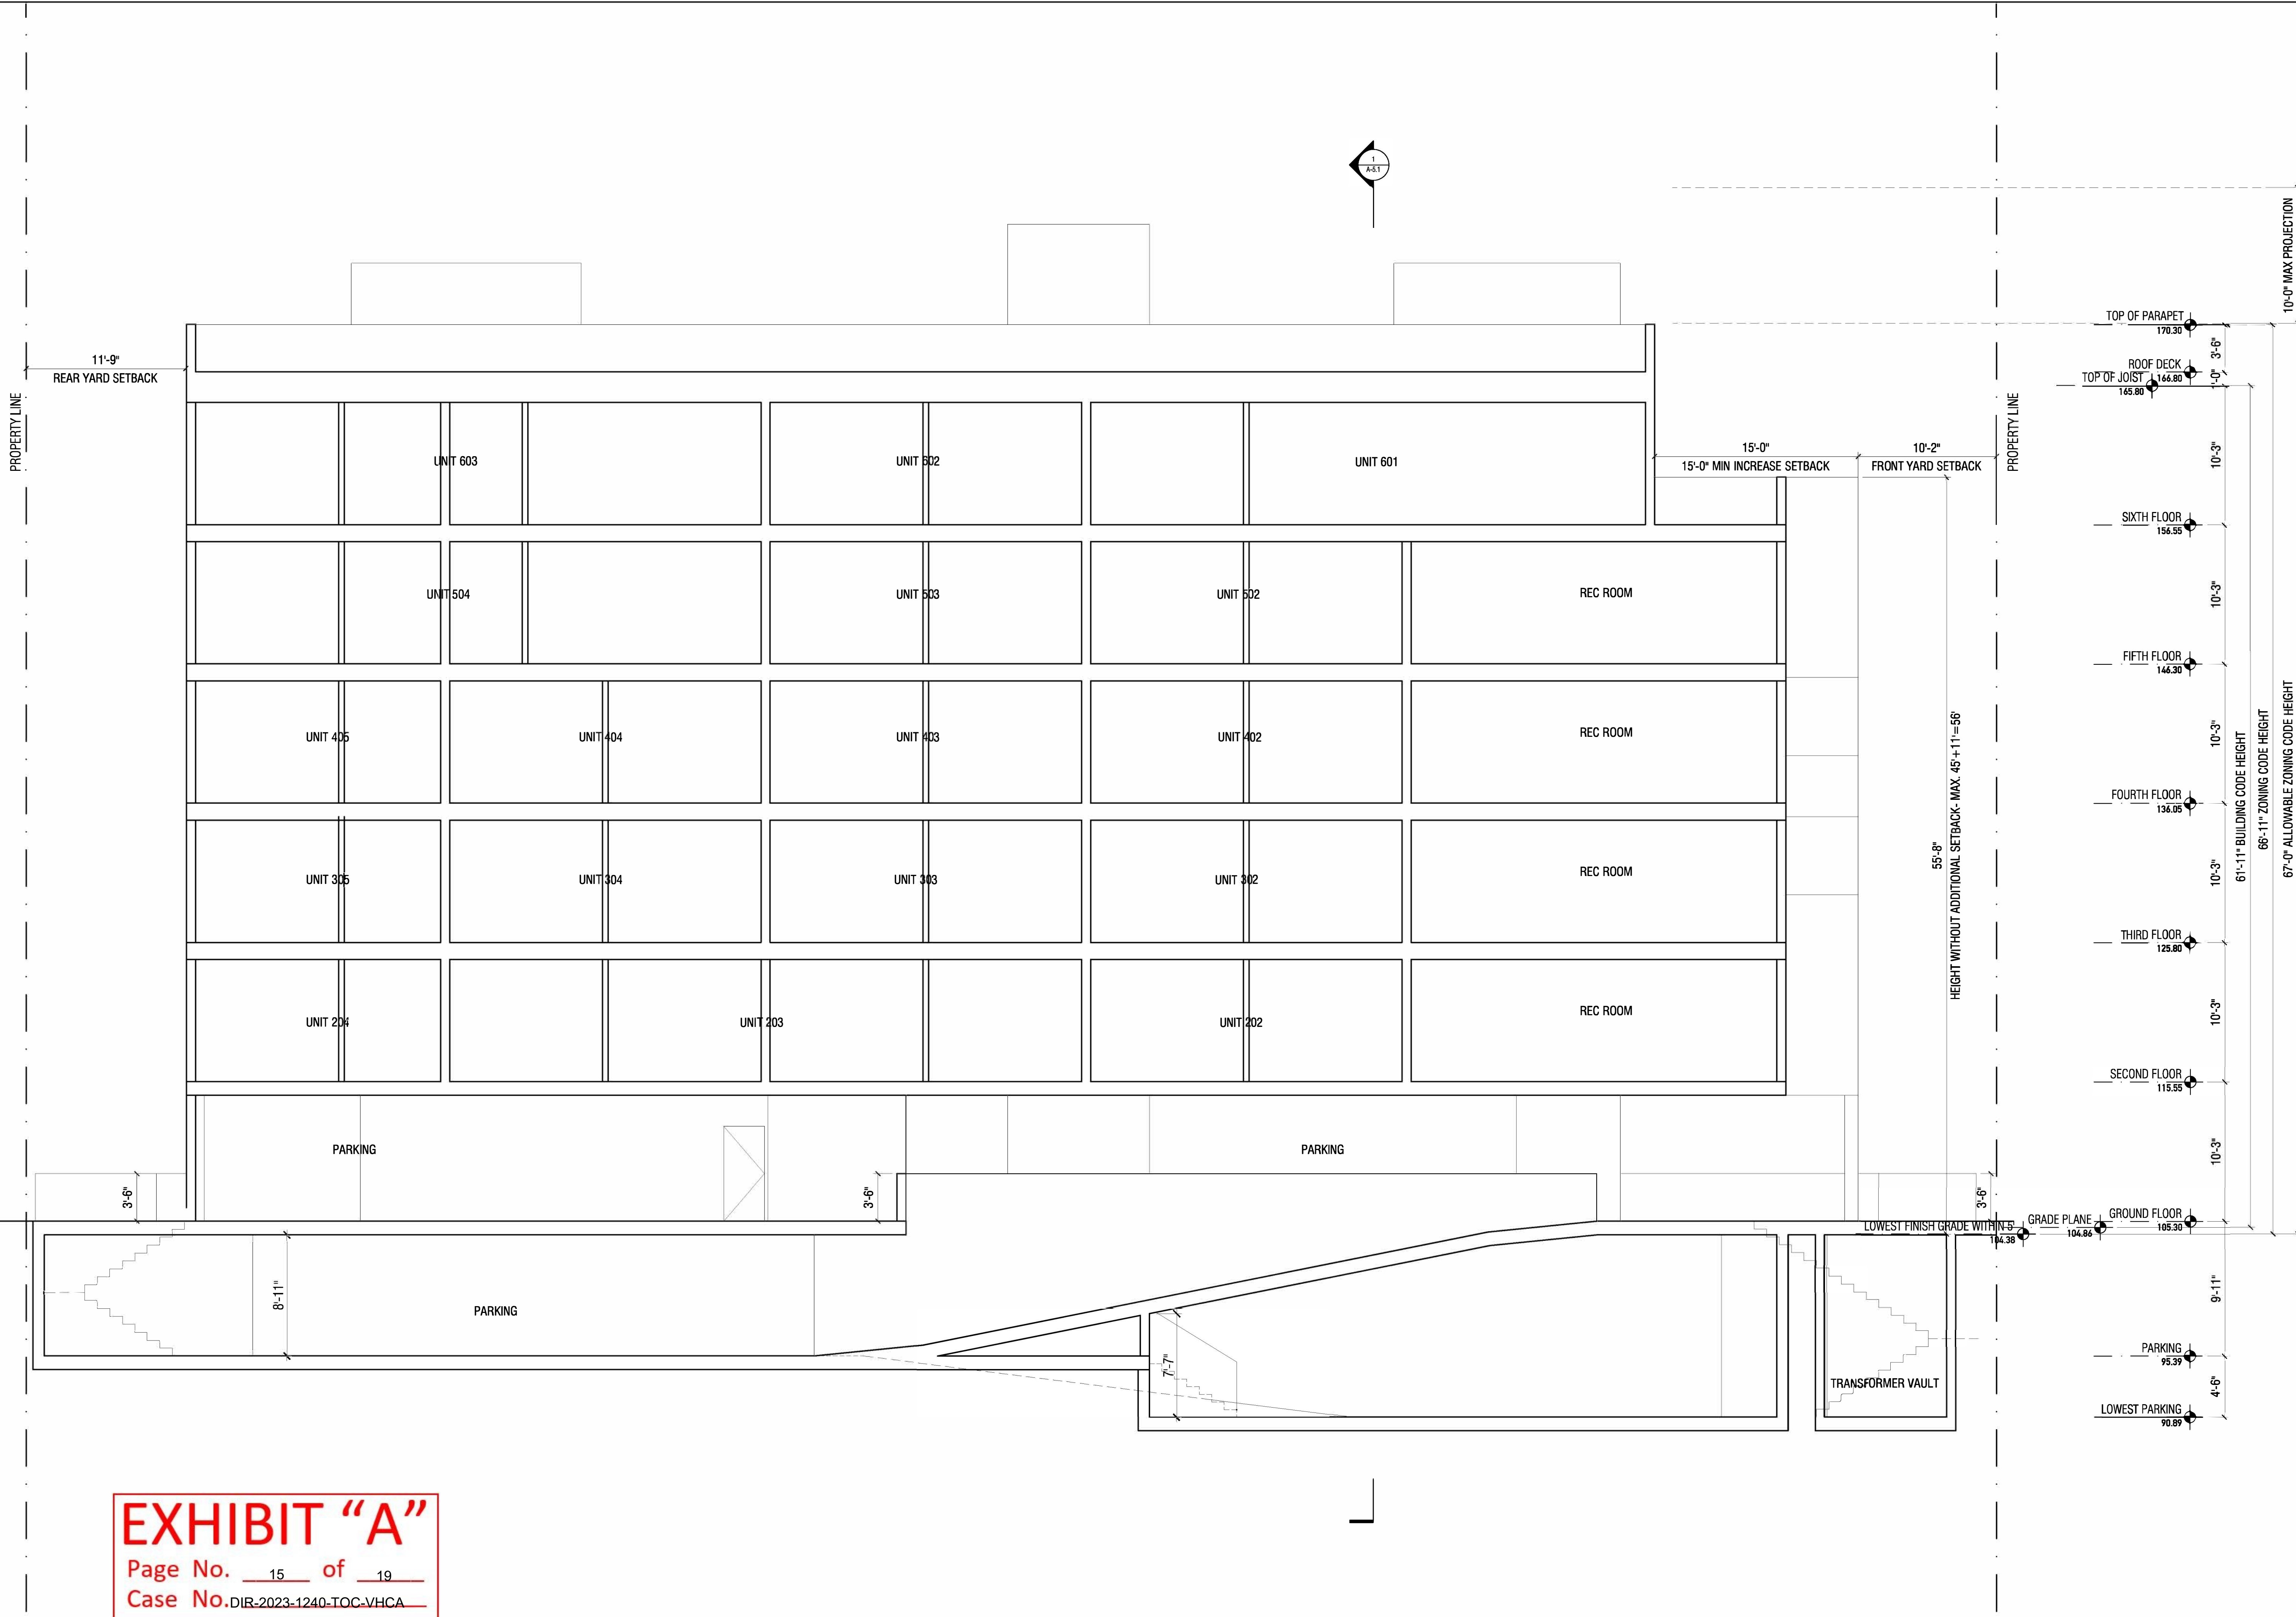 1
A-5.1
10'-0" MAX PROJECTION
TOP OF PARAPET
170.30
3'-6"
ROOF DECK
166.80
1'-0"
TOP OF JOIST
165.80
11'-9"
REAR YARD SETBACK
PROPERTY LINE
UNIT 603
UNIT 602
UNIT 601
15'-0"
15'-0" MIN INCREASE SETBACK
10'-2"
FRONT YARD SETBACK
PROPERTY LINE
10'-3"
SIXTH FLOOR
156.55
UNIT 504
UNIT 503
UNIT 502
REC ROOM
10'-3"
FIFTH FLOOR
146.30
UNIT 405
UNIT 404
UNIT 403
UNIT 402
REC ROOM
10'-3"
FOURTH FLOOR
136.05
55'-8"
HEIGHT WITHOUT ADDITIONAL SETBACK- MAX. 45'+11'=56'
61'-11" BUILDING CODE HEIGHT
66'-11" ZONING CODE HEIGHT
67'-0" ALLOWABLE ZONING CODE HEIGHT
UNIT 305
UNIT 304
UNIT 303
UNIT 302
REC ROOM
10'-3"
THIRD FLOOR
125.80
UNIT 204
UNIT 203
UNIT 202
REC ROOM
10'-3"
SECOND FLOOR
115.55
PARKING
PARKING
10'-3"
3'-6"
3'-6"
3'-6"
LOWEST FINISH GRADE WITHIN 5'
104.38
GRADE PLANE
104.86
GROUND FLOOR
105.30
8'-11"
PARKING
9'-11"
7'-7"
PARKING
95.39
TRANSFORMER VAULT
4'-6"
LOWEST PARKING
90.89
EXHIBIT “A”
Page No. 15 of 19
Case No. DIR-2023-1240-TOC-VHCA